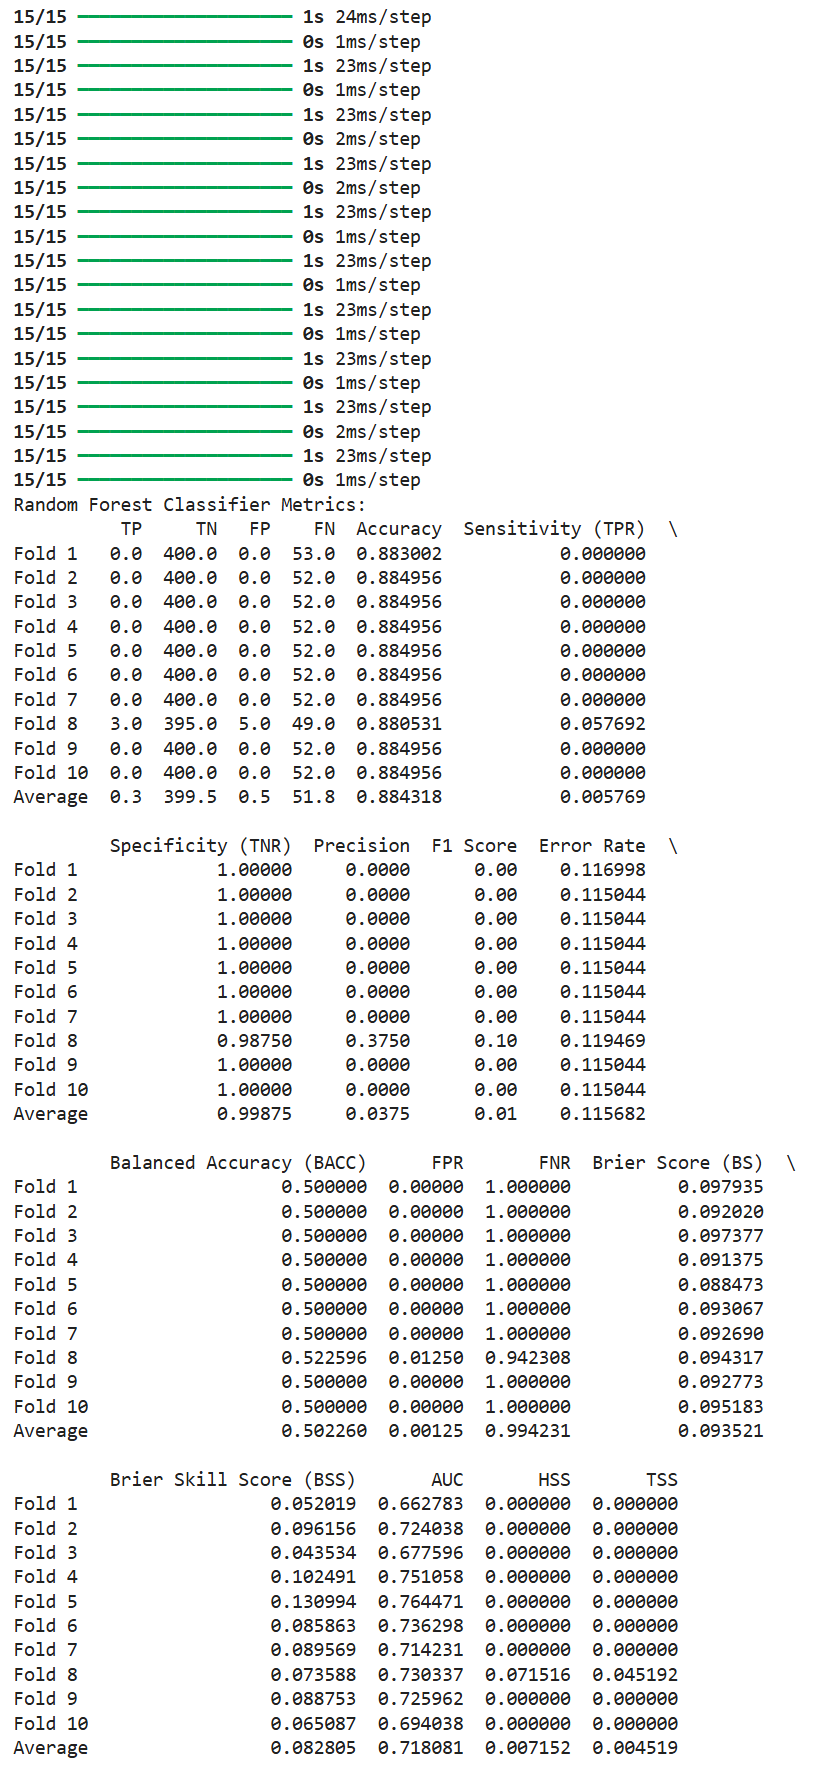 15/15 ━━━━━━━━━━━━━━━━━━━━ 1s 24ms/step
15/15 ━━━━━━━━━━━━━━━━━━━━ 0s 1ms/step
15/15 ━━━━━━━━━━━━━━━━━━━━ 1s 23ms/step
15/15 ━━━━━━━━━━━━━━━━━━━━ 0s 1ms/step
15/15 ━━━━━━━━━━━━━━━━━━━━ 1s 23ms/step
15/15 ━━━━━━━━━━━━━━━━━━━━ 0s 2ms/step
15/15 ━━━━━━━━━━━━━━━━━━━━ 1s 23ms/step
15/15 ━━━━━━━━━━━━━━━━━━━━ 0s 2ms/step
15/15 ━━━━━━━━━━━━━━━━━━━━ 1s 23ms/step
15/15 ━━━━━━━━━━━━━━━━━━━━ 0s 1ms/step
15/15 ━━━━━━━━━━━━━━━━━━━━ 1s 23ms/step
15/15 ━━━━━━━━━━━━━━━━━━━━ 0s 1ms/step
15/15 ━━━━━━━━━━━━━━━━━━━━ 1s 23ms/step
15/15 ━━━━━━━━━━━━━━━━━━━━ 0s 1ms/step
15/15 ━━━━━━━━━━━━━━━━━━━━ 1s 23ms/step
15/15 ━━━━━━━━━━━━━━━━━━━━ 0s 1ms/step
15/15 ━━━━━━━━━━━━━━━━━━━━ 1s 23ms/step
15/15 ━━━━━━━━━━━━━━━━━━━━ 0s 2ms/step
15/15 ━━━━━━━━━━━━━━━━━━━━ 1s 23ms/step
15/15 ━━━━━━━━━━━━━━━━━━━━ 0s 1ms/step
Random Forest Classifier Metrics:
TP TN FP FN Accuracy Sensitivity (TPR) \
Fold 1 0.0 400.0 0.0 53.0 0.883002 0.000000
Fold 2 0.0 400.0 0.0 52.0 0.884956 0.000000
Fold 3 0.0 400.0 0.0 52.0 0.884956 0.000000
Fold 4 0.0 400.0 0.0 52.0 0.884956 0.000000
Fold 5 0.0 400.0 0.0 52.0 0.884956 0.000000
Fold 6 0.0 400.0 0.0 52.0 0.884956 0.000000
Fold 7 0.0 400.0 0.0 52.0 0.884956 0.000000
Fold 8 3.0 395.0 5.0 49.0 0.880531 0.057692
Fold 9 0.0 400.0 0.0 52.0 0.884956 0.000000
Fold 10 0.0 400.0 0.0 52.0 0.884956 0.000000
Average 0.3 399.5 0.5 51.8 0.884318 0.005769
Specificity (TNR) Precision F1 Score Error Rate \
Fold 1 1.00000 0.0000 0.00 0.116998
Fold 2 1.00000 0.0000 0.00 0.115044
Fold 3 1.00000 0.0000 0.00 0.115044
Fold 4 1.00000 0.0000 0.00 0.115044
Fold 5 1.00000 0.0000 0.00 0.115044
Fold 6 1.00000 0.0000 0.00 0.115044
Fold 7 1.00000 0.0000 0.00 0.115044
Fold 8 0.98750 0.3750 0.10 0.119469
Fold 9 1.00000 0.0000 0.00 0.115044
Fold 10 1.00000 0.0000 0.00 0.115044
Average 0.99875 0.0375 0.01 0.115682
Balanced Accuracy (BACC) FPR FNR Brier Score (BS) \
Fold 1 0.500000 0.00000 1.000000 0.097935
Fold 2 0.500000 0.00000 1.000000 0.092020
Fold 3 0.500000 0.00000 1.000000 0.097377
Fold 4 0.500000 0.00000 1.000000 0.091375
Fold 5 0.500000 0.00000 1.000000 0.088473
Fold 6 0.500000 0.00000 1.000000 0.093067
Fold 7 0.500000 0.00000 1.000000 0.092690
Fold 8 0.522596 0.01250 0.942308 0.094317
Fold 9 0.500000 0.00000 1.000000 0.092773
Fold 10 0.500000 0.00000 1.000000 0.095183
Average 0.502260 0.00125 0.994231 0.093521
Brier Skill Score (BSS) AUC HSS TSS
Fold 1 0.052019 0.662783 0.000000 0.000000
Fold 2 0.096156 0.724038 0.000000 0.000000
Fold 3 0.043534 0.677596 0.000000 0.000000
Fold 4 0.102491 0.751058 0.000000 0.000000
Fold 5 0.130994 0.764471 0.000000 0.000000
Fold 6 0.085863 0.736298 0.000000 0.000000
Fold 7 0.089569 0.714231 0.000000 0.000000
Fold 8 0.073588 0.730337 0.071516 0.045192
Fold 9 0.088753 0.725962 0.000000 0.000000
Fold 10 0.065087 0.694038 0.000000 0.000000
Average 0.082805 0.718081 0.007152 0.004519